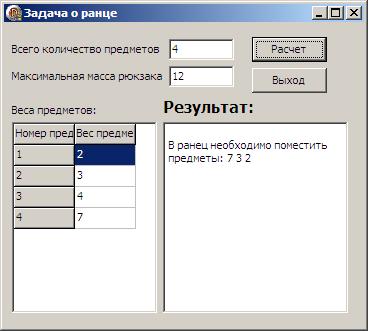 Задача о ранце
Всего количество предметов 4 Расчет
Максимальная масса рюкзака 12 Выход
Веса предметов: Результат:
Номер пред Вес предме
1 2
2 3
3 4
4 7
В ранец необходимо поместить
предметы: 7 3 2